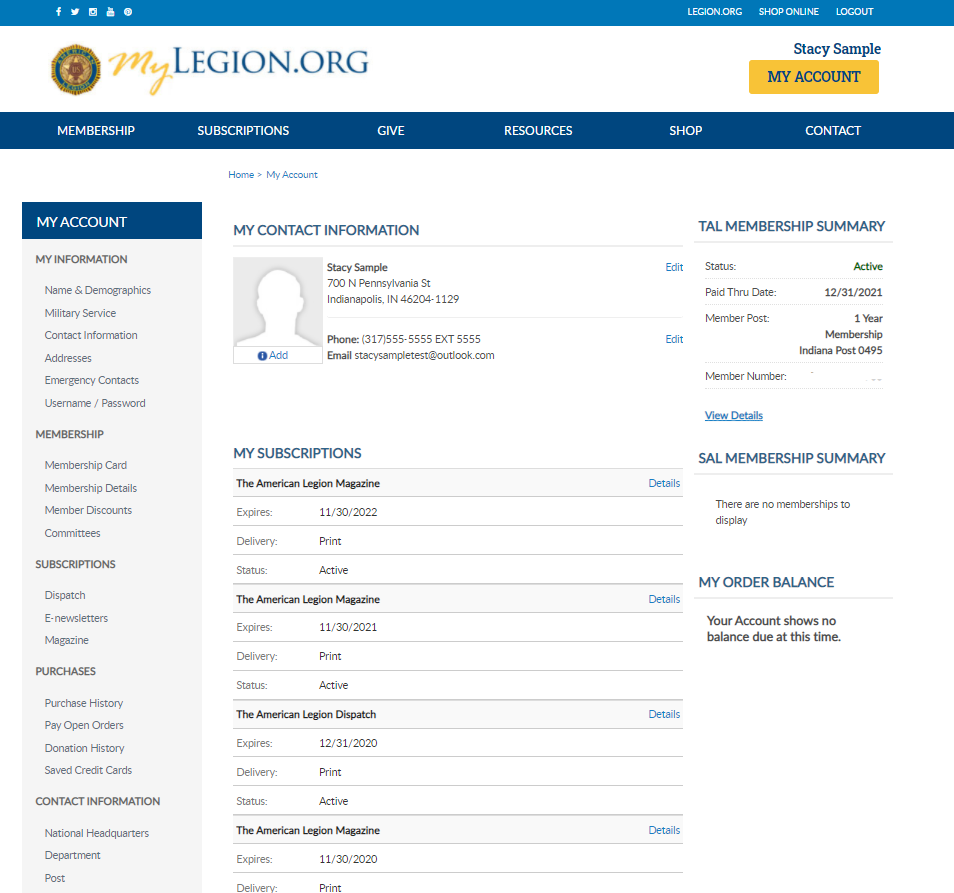 LEGION.ORG SHOP ONLINE LOGOUT
MyLEGION.ORG
Stacy Sample
MY ACCOUNT
MEMBERSHIP SUBSCRIPTIONS GIVE RESOURCES SHOP CONTACT
Home > My Account
MY ACCOUNT
MY INFORMATION
Name & Demographics
Military Service
Contact Information
Addresses
Emergency Contacts
Username / Password
MEMBERSHIP
Membership Card
Membership Details
Member Discounts
Committees
SUBSCRIPTIONS
Dispatch
E-newsletters
Magazine
PURCHASES
Purchase History
Pay Open Orders
Donation History
Saved Credit Cards
CONTACT INFORMATION
National Headquarters
Department
Post
MY CONTACT INFORMATION
Stacy Sample Edit
700 N Pennsylvania St
Indianapolis, IN 46204-1129
Phone: (317)555-5555 EXT 5555 Edit
Email stacysampletest@outlook.com
Add
MY SUBSCRIPTIONS
The American Legion Magazine Details
Expires: 11/30/2022
Delivery: Print
Status: Active
The American Legion Magazine Details
Expires: 11/30/2021
Delivery: Print
Status: Active
The American Legion Dispatch Details
Expires: 12/31/2020
Delivery: Print
Status: Active
The American Legion Magazine Details
Expires: 11/30/2020
Delivery: Print
TAL MEMBERSHIP SUMMARY
Status: Active
Paid Thru Date: 12/31/2021
Member Post: 1 Year
Membership
Indiana Post 0495
Member Number:
View Details
SAL MEMBERSHIP SUMMARY
There are no memberships to
display
MY ORDER BALANCE
Your Account shows no
balance due at this time.